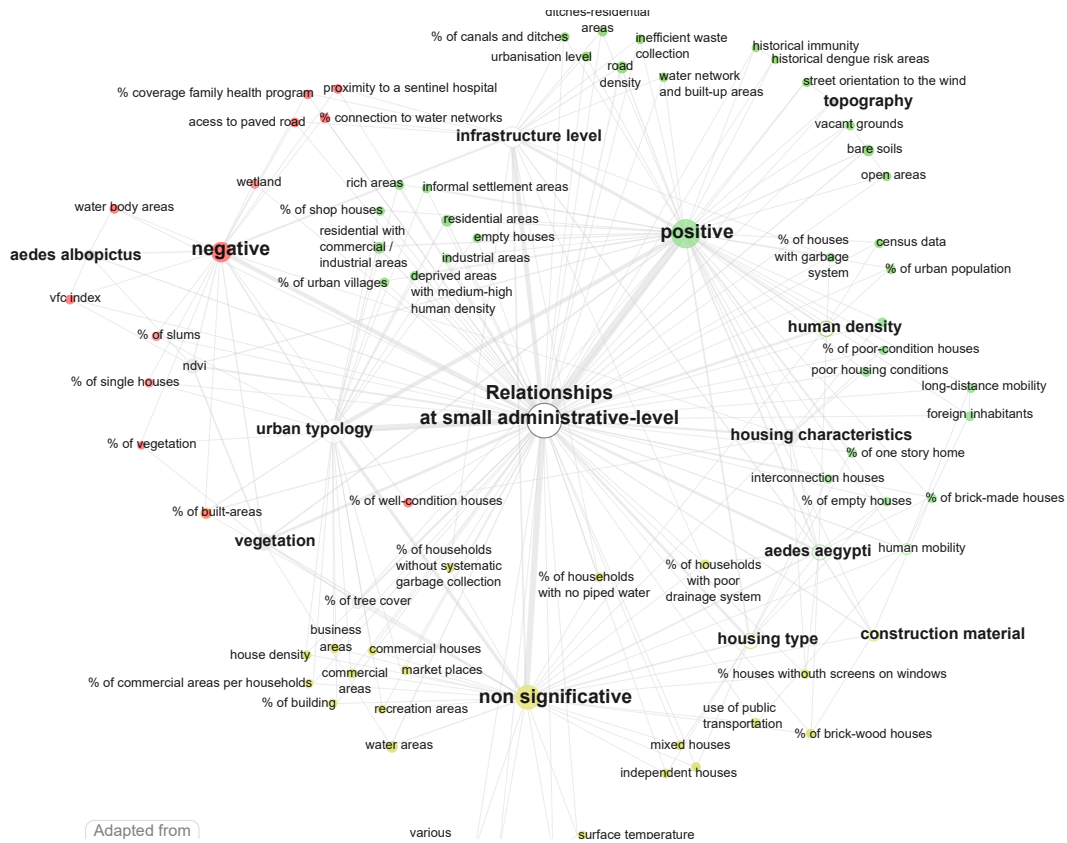 ditches-residential
areas
% of canals and ditches
inefficient waste
collection
urbanisation level
road
density
water network
and built-up areas
historical immunity
historical dengue risk areas
street orientation to the wind
topography
vacant grounds
bare soils
open areas
% coverage family health program
proximity to a sentinel hospital
acess to paved road
% connection to water networks
infrastructure level
wetland
rich areas
informal settlement areas
water body areas
% of shop houses
residential areas
residential with
commercial /
industrial areas
empty houses
industrial areas
aedes albopictus
negative
positive
% of houses
with garbage
system
census data
% of urban population
% of urban villages
deprived areas
with medium-high
human density
vfc index
human density
% of slums
ndvi
% of poor-condition houses
poor housing conditions
% of single houses
long-distance mobility
Relationships
at small administrative-level
foreign inhabitants
urban typology
housing characteristics
% of vegetation
% of one story home
interconnection houses
% of well-condition houses
% of empty houses
% of brick-made houses
% of built-areas
vegetation
aedes aegypti
human mobility
% of households
without systematic
garbage collection
% of households
with no piped water
% of households
with poor
drainage system
% of tree cover
business
areas
commercial houses
housing type
construction material
house density
commercial
areas
market places
% houses withouth screens on windows
% of commercial areas per households
non significative
% of building
recreation areas
use of public
transportation
% of brick-wood houses
water areas
mixed houses
independent houses
Adapted from
various
surface temperature